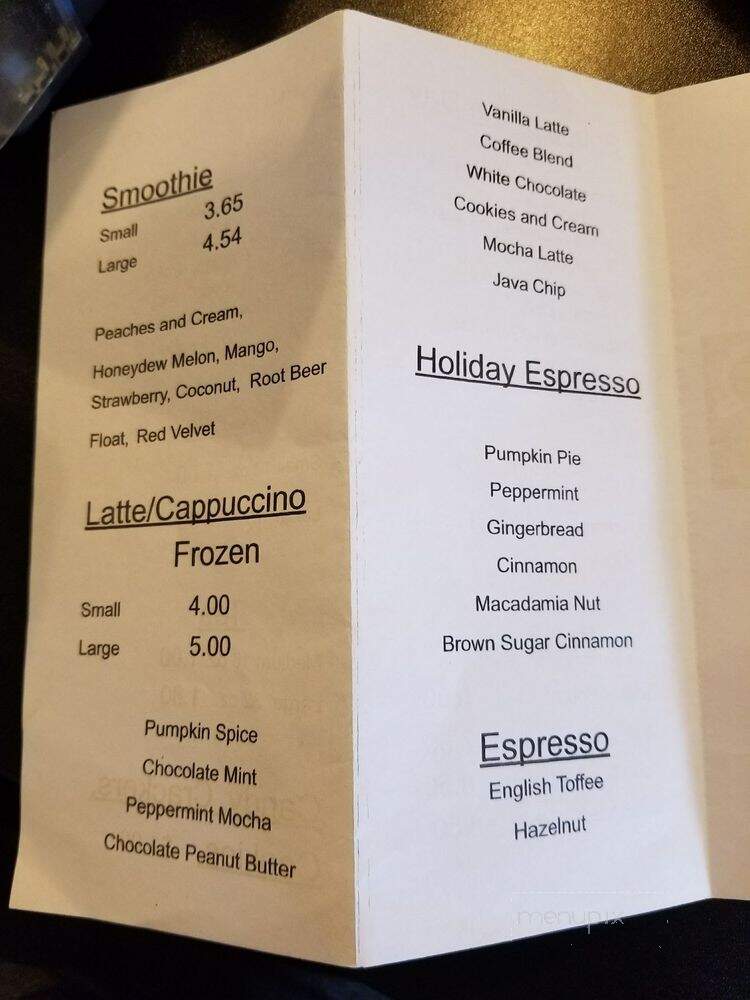 Smoothie
Small 3.65
Large 4.54
Peaches and Cream,
Honeydew Melon, Mango,
Strawberry, Coconut, Root Beer
Float, Red Velvet
Latte/Cappuccino
Frozen
Small 4.00
Large 5.00
Pumpkin Spice
Chocolate Mint
Peppermint Mocha
Chocolate Peanut Butter
Vanilla Latte
Coffee Blend
White Chocolate
Cookies and Cream
Mocha Latte
Java Chip
Holiday Espresso
Pumpkin Pie
Peppermint
Gingerbread
Cinnamon
Macadamia Nut
Brown Sugar Cinnamon
Espresso
English Toffee
Hazelnut
menupix